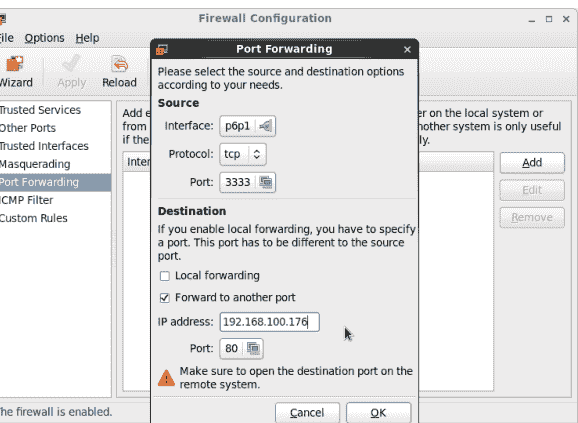 Firewall Configuration
File Options Help
Wizard Apply Reload
Trusted Services
Other Ports
Trusted Interfaces
Masquerading
Port Forwarding
ICMP Filter
Custom Rules
Add e
from
if the
er on the local system or
nother system is only useful
ly.
Inter
Add
Edit
Remove
Port Forwarding
Please select the source and destination options
according to your needs.
Source
Interface: p6p1
Protocol: tcp
Port: 3333
Destination
If you enable local forwarding, you have to specify
a port. This port has to be different to the source
port.
Local forwarding
Forward to another port
IP address: 192.168.100.176
Port: 80
Make sure to open the destination port on the
remote system.
Cancel OK
The firewall is enabled.